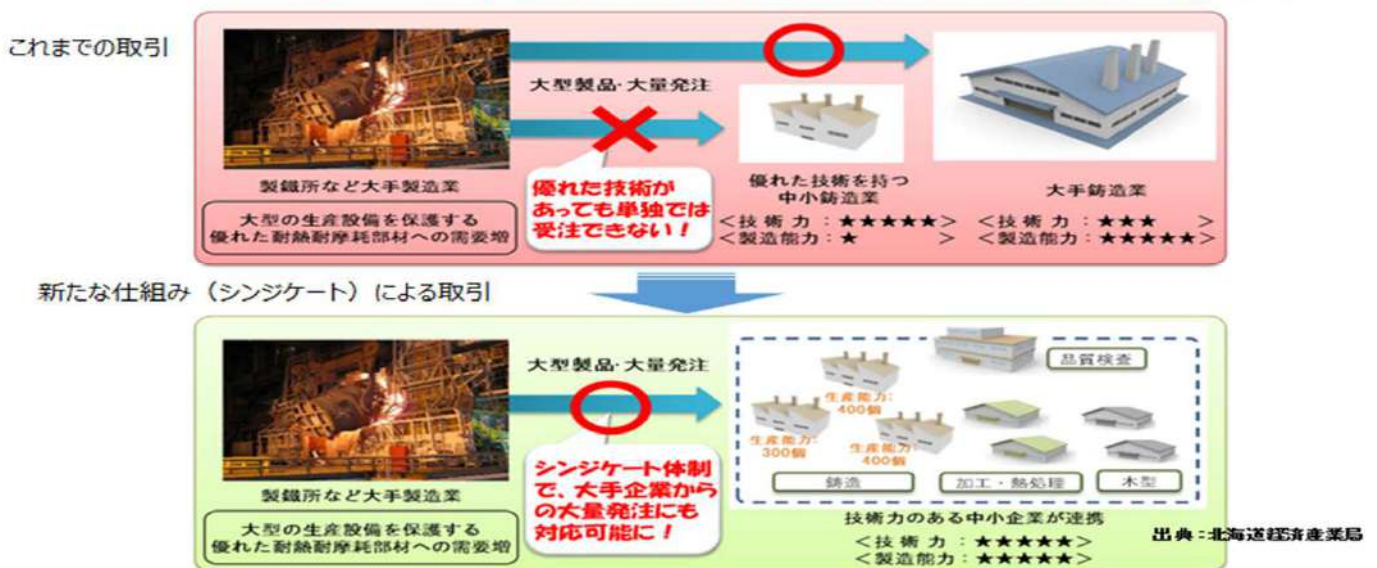 これまでの取引
大型製品･大量発注
製鐵所など大手製造業
大型の生産設備を保護する
優れた耐熱耐摩耗部材への需要増
優れた技術が
あっても単独では
受注できない！
優れた技術を持つ
中小鋳造業
＜技 術 力：★★★★★＞
＜製造能力：★　　　　＞
大手鋳造業
＜技 術 力：★★★　　＞
＜製造能力：★★★★★＞
新たな仕組み（シンジケート）による取引
大型製品･大量発注
製鐵所など大手製造業
大型の生産設備を保護する
優れた耐熱耐摩耗部材への需要増
シンジケート体制
で、大手企業から
の大量発注にも
対応可能に！
品質検査
生産能力:
400個
生産能力:
300個
生産能力:
400個
鋳造
加工・熱処理
木型
技術力のある中小企業が連携
＜技 術 力：★★★★★＞
＜製造能力：★★★★★＞
出典：北海道経済産業局